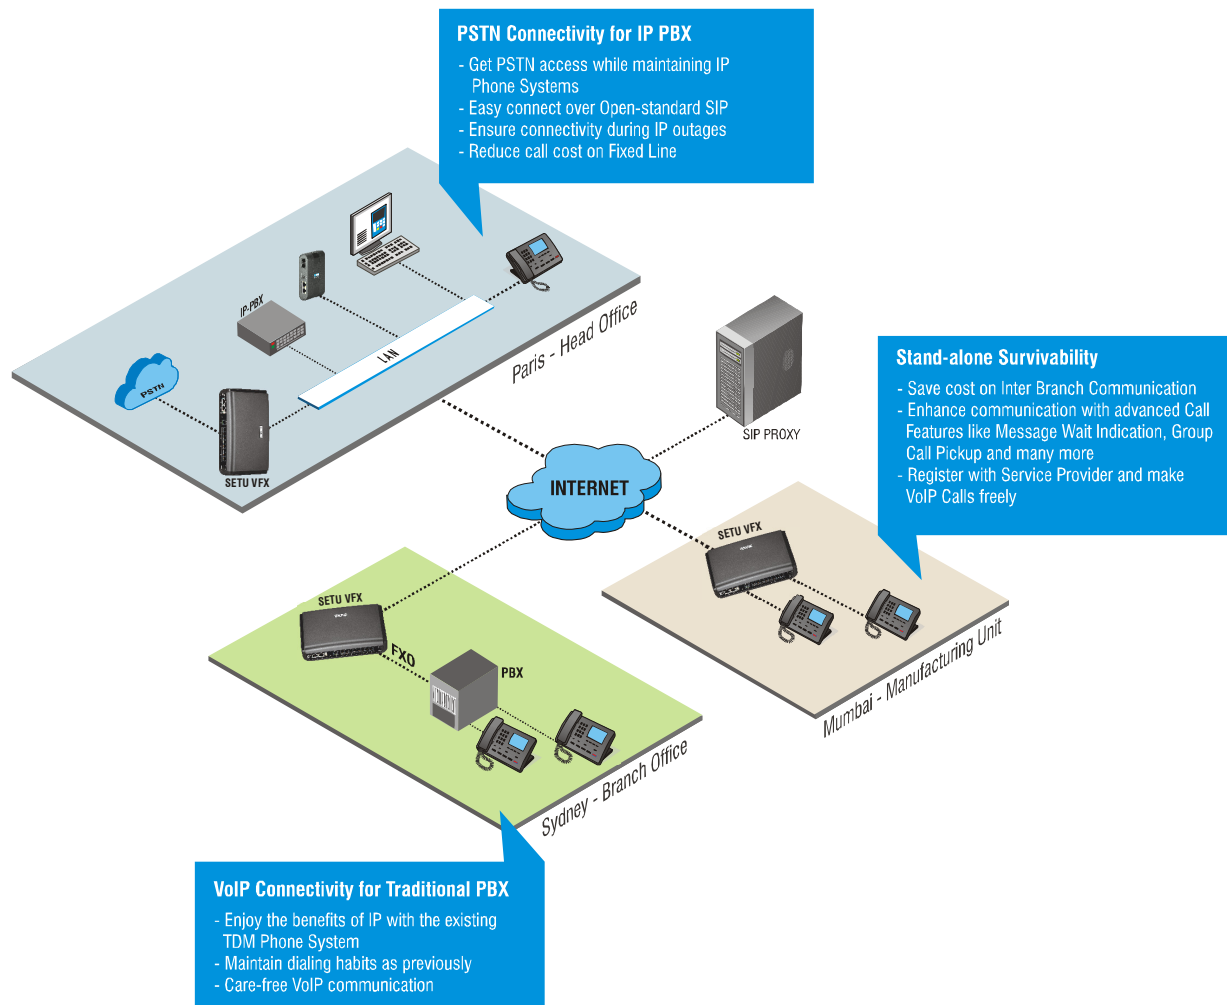 PSTN Connectivity for IP PBX
- Get PSTN access while maintaining IP
Phone Systems
- Easy connect over Open-standard SIP
- Ensure connectivity during IP outages
- Reduce call cost on Fixed Line
IP-PBX
LAN
PSTN
SETU VFX
Paris - Head Office
SIP PROXY
Stand-alone Survivability
- Save cost on Inter Branch Communication
- Enhance communication with advanced Call
Features like Message Wait Indication, Group
Call Pickup and many more
- Register with Service Provider and make
VoIP Calls freely
INTERNET
SETU VFX
Mumbai - Manufacturing Unit
SETU VFX
FXO
PBX
Sydney - Branch Office
VoIP Connectivity for Traditional PBX
- Enjoy the benefits of IP with the existing
TDM Phone System
- Maintain dialing habits as previously
- Care-free VoIP communication